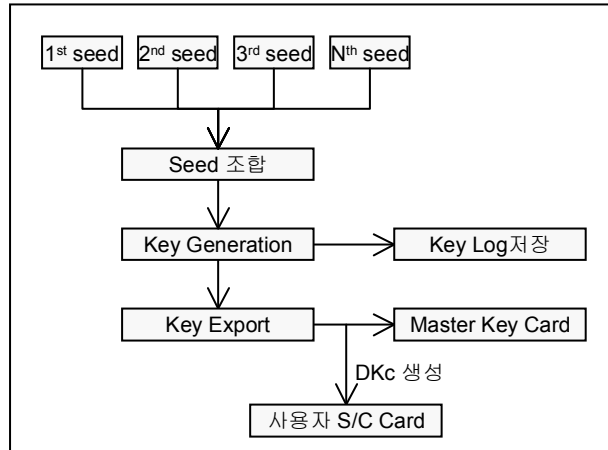 1st seed 2nd seed 3rd seed Nth seed
Seed 조합
Key Generation Key Log저장
Key Export Master Key Card
DKc 생성
사용자 S/C Card